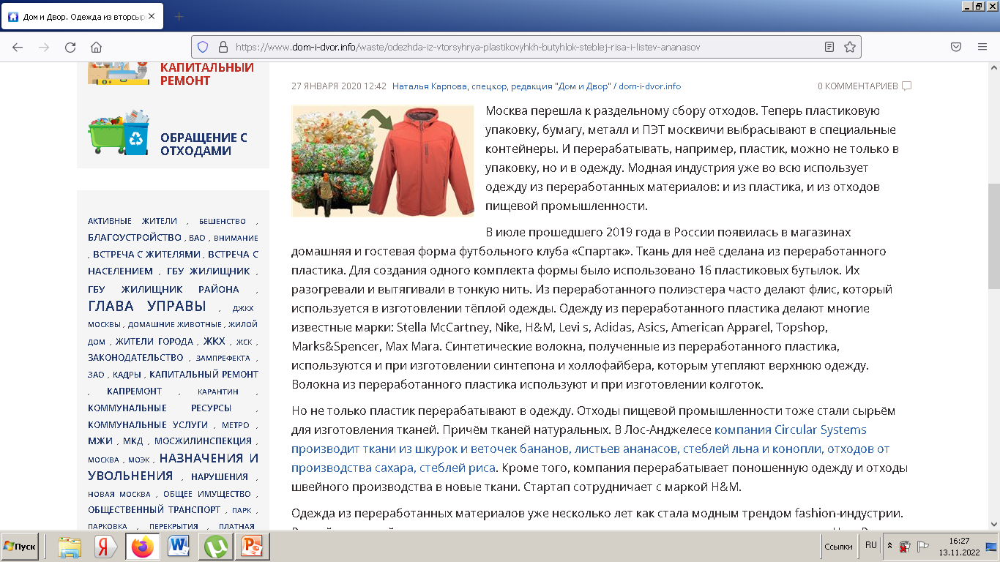 Дом и Двор. Одежда из вторсыр
https://www.dom-i-dvor.info/waste/odezhda-iz-vtorsyhrya-plastikovyhkh-butyhlok-steblej-risa-i-listev-ananasov
КАПИТАЛЬНЫЙ
РЕМОНТ
ОБРАЩЕНИЕ С
ОТХОДАМИ
АКТИВНЫЕ ЖИТЕЛИ , БЕШЕНСТВО ,
БЛАГОУСТРОЙСТВО , ВАО , ВНИМАНИЕ
, ВСТРЕЧА С ЖИТЕЛЯМИ , ВСТРЕЧА С
НАСЕЛЕНИЕМ , ГБУ ЖИЛИЩНИК ,
ГБУ ЖИЛИЩНИК РАЙОНА ,
ГЛАВА УПРАВЫ , ДЖКХ
МОСКВЫ , ДОМАШНИЕ ЖИВОТНЫЕ , ЖИЛОЙ
ДОМ , ЖИТЕЛИ ГОРОДА , ЖКХ , ЖСК ,
ЗАКОНОДАТЕЛЬСТВО , ЗАМПРЕФЕКТА ,
ЗАО , КАДРЫ , КАПИТАЛЬНЫЙ РЕМОНТ
, КАПРЕМОНТ , КАРАНТИН ,
КОММУНАЛЬНЫЕ РЕСУРСЫ ,
КОММУНАЛЬНЫЕ УСЛУГИ , МЕТРО ,
МЖИ , МКД , МОСЖИЛИНСПЕКЦИЯ ,
МОСКВА , МОЭК , НАЗНАЧЕНИЯ И
УВОЛЬНЕНИЯ , НАРУШЕНИЯ ,
НОВАЯ МОСКВА , ОБЩЕЕ ИМУЩЕСТВО ,
ОБЩЕСТВЕННЫЙ ТРАНСПОРТ , ПАРК ,
ПАРКОВКА , ПЕРЕКРЫТИЯ , ПЛАТНАЯ
27 ЯНВАРЯ 2020 12:42 Наталья Карпова, спецкор, редакция "Дом и Двор" / dom-i-dvor.info 0 КОММЕНТАРИЕВ
Москва перешла к раздельному сбору отходов. Теперь пластиковую
упаковку, бумагу, металл и ПЭТ москвичи выбрасывают в специальные
контейнеры. И перерабатывать, например, пластик, можно не только в
упаковку, но и в одежду. Модная индустрия уже во всю использует
одежду из переработанных материалов: и из пластика, и из отходов
пищевой промышленности.
В июле прошедшего 2019 года в России появилась в магазинах
домашняя и гостевая форма футбольного клуба «Спартак». Ткань для неё сделана из переработанного
пластика. Для создания одного комплекта формы было использовано 16 пластиковых бутылок. Их
разогревали и вытягивали в тонкую нить. Из переработанного полиэстера часто делают флис, который
используется в изготовлении тёплой одежды. Одежду из переработанного пластика делают многие
известные марки: Stella McCartney, Nike, H&M, Levi s, Adidas, Asics, American Apparel, Topshop,
Marks&Spencer, Max Mara. Синтетические волокна, полученные из переработанного пластика,
используются и при изготовлении синтепона и холлофайбера, которым утепляют верхнюю одежду.
Волокна из переработанного пластика используют и при изготовлении колготок.
Но не только пластик перерабатывают в одежду. Отходы пищевой промышленности тоже стали сырьём
для изготовления тканей. Причём тканей натуральных. В Лос-Анджелесе компания Circular Systems
производит ткани из шкурок и веточек бананов, листьев ананасов, стеблей льна и конопли, отходов от
производства сахара, стеблей риса. Кроме того, компания перерабатывает поношенную одежду и отходы
швейного производства в новые ткани. Стартап сотрудничает с маркой H&M.
Одежда из переработанных материалов уже несколько лет как стала модным трендом fashion-индустрии.
Пуск
Ссылки
RU
16:27
13.11.2022